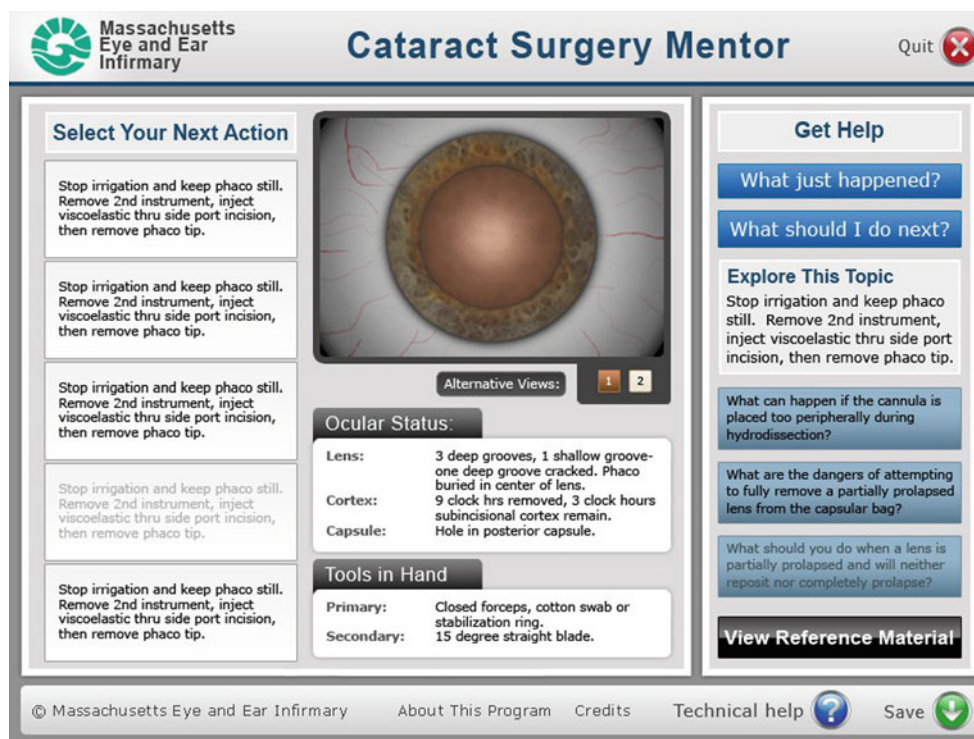 Massachusetts
Eye and Ear
Infirmary
Cataract Surgery Mentor
Quit
Select Your Next Action
Stop irrigation and keep phaco still.
Remove 2nd instrument, inject
viscoelastic thru side port incision,
then remove phaco tip.
Stop irrigation and keep phaco still.
Remove 2nd instrument, inject
viscoelastic thru side port incision,
then remove phaco tip.
Stop irrigation and keep phaco still.
Remove 2nd instrument, inject
viscoelastic thru side port incision,
then remove phaco tip.
Stop irrigation and keep phaco still.
Remove 2nd instrument, inject
viscoelastic thru side port incision,
then remove phaco tip.
Stop irrigation and keep phaco still.
Remove 2nd instrument, inject
viscoelastic thru side port incision,
then remove phaco tip.
Alternative Views:
1 2
Ocular Status:
Lens: 3 deep grooves, 1 shallow groove-
one deep groove cracked. Phaco
buried in center of lens.
Cortex: 9 clock hrs removed, 3 clock hours
subincisional cortex remain.
Capsule: Hole in posterior capsule.
Tools in Hand
Primary: Closed forceps, cotton swab or
stabilization ring.
Secondary: 15 degree straight blade.
Get Help
What just happened?
What should I do next?
Explore This Topic
Stop irrigation and keep phaco
still. Remove 2nd instrument,
inject viscoelastic thru side port
incision, then remove phaco tip.
What can happen if the cannula is
placed too peripherally during
hydrodissection?
What are the dangers of attempting
to fully remove a partially prolapsed
lens from the capsular bag?
What should you do when a lens is
partially prolapsed and will neither
reposit nor completely prolapse?
View Reference Material
© Massachusetts Eye and Ear Infirmary
About This Program
Credits
Technical help ?
Save